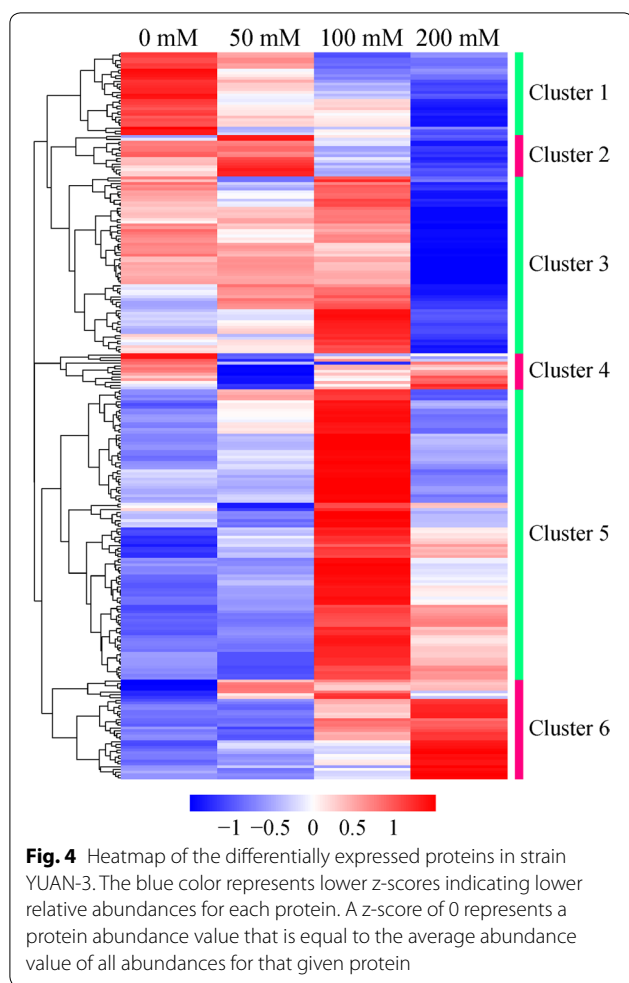 0 mM 50 mM 100 mM 200 mM
Cluster 1
Cluster 2
Cluster 3
Cluster 4
Cluster 5
Cluster 6
−1 −0.5 0 0.5 1
Fig. 4 Heatmap of the differentially expressed proteins in strain
YUAN-3. The blue color represents lower z-scores indicating lower
relative abundances for each protein. A z-score of 0 represents a
protein abundance value that is equal to the average abundance
value of all abundances for that given protein